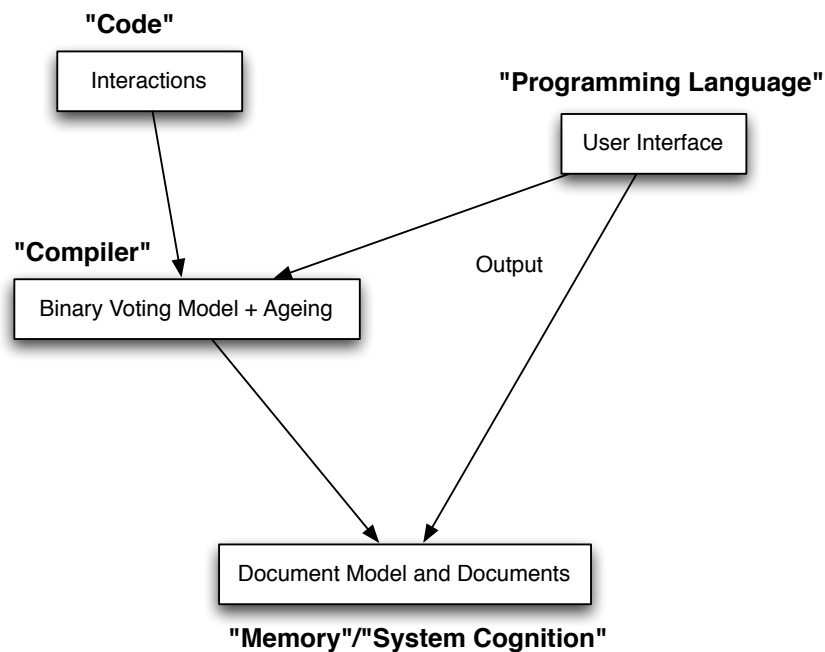 "Code"
Interactions
"Programming Language"
User Interface
"Compiler"
Output
Binary Voting Model + Ageing
Document Model and Documents
"Memory"/"System Cognition"